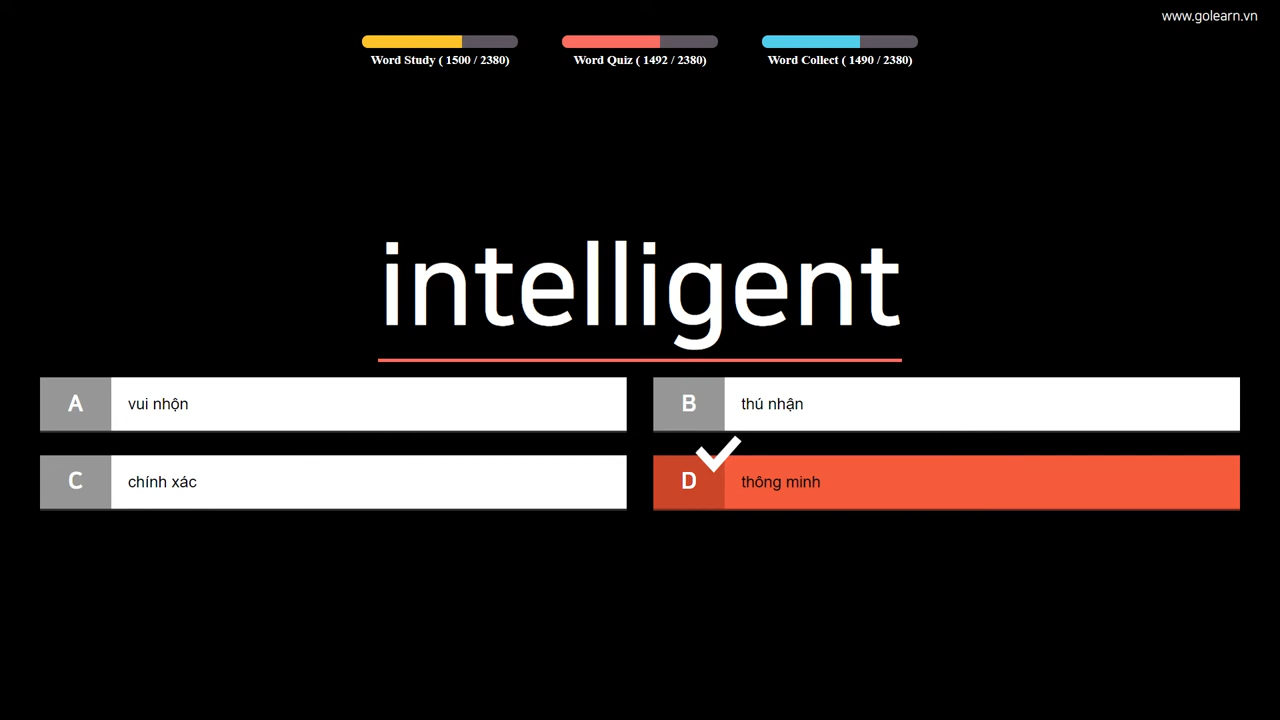 www.golearn.vn
Word Study ( 1500 / 2380)
Word Quiz ( 1492 / 2380)
Word Collect ( 1490 / 2380)
intelligent
A vui nhộn
B thú nhận
C chính xác
D thông minh